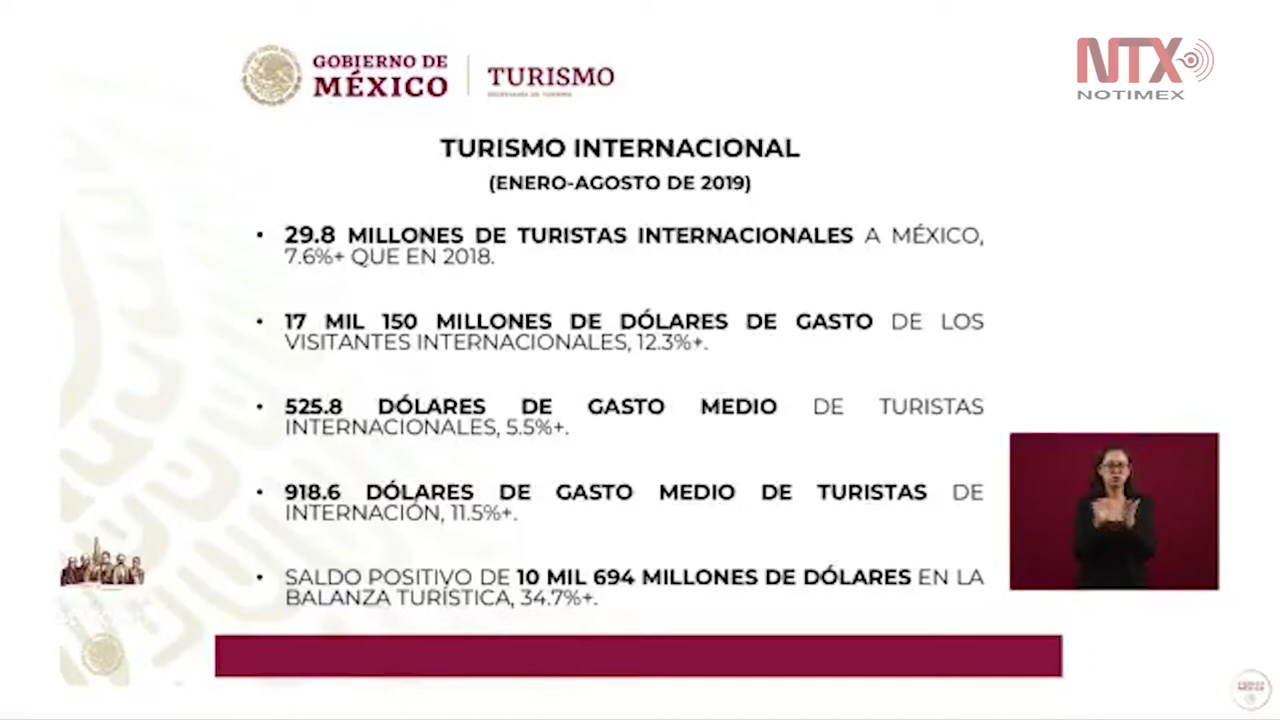 GOBIERNO DE
MÉXICO
TURISMO
SECRETARÍA DE TURISMO
NTX
NOTIMEX
TURISMO INTERNACIONAL
(ENERO-AGOSTO DE 2019)
• 29.8 MILLONES DE TURISTAS INTERNACIONALES A MÉXICO,
7.6%+ QUE EN 2018.
• 17 MIL 150 MILLONES DE DÓLARES DE GASTO DE LOS
VISITANTES INTERNACIONALES, 12.3%+.
• 525.8 DÓLARES DE GASTO MEDIO DE TURISTAS
INTERNACIONALES, 5.5%+.
• 918.6 DÓLARES DE GASTO MEDIO DE TURISTAS DE
INTERNACIÓN, 11.5%+.
• SALDO POSITIVO DE 10 MIL 694 MILLONES DE DÓLARES EN LA
BALANZA TURÍSTICA, 34.7%+.